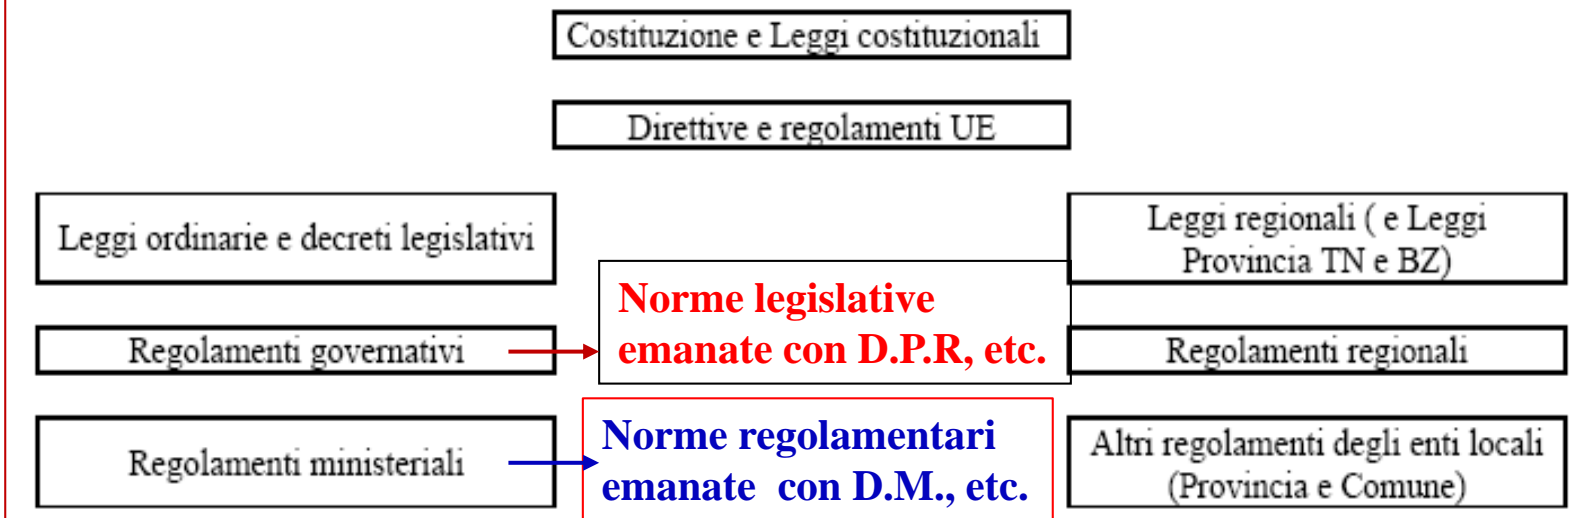 Costituzione e Leggi costituzionali
Direttive e regolamenti UE
Leggi ordinarie e decreti legislativi
Leggi regionali ( e Leggi
Provincia TN e BZ)
Norme legislative
emanate con D.P.R, etc.
Regolamenti governativi
Regolamenti regionali
Norme regolamentari
emanate con D.M., etc.
Regolamenti ministeriali
Altri regolamenti degli enti locali
(Provincia e Comune)